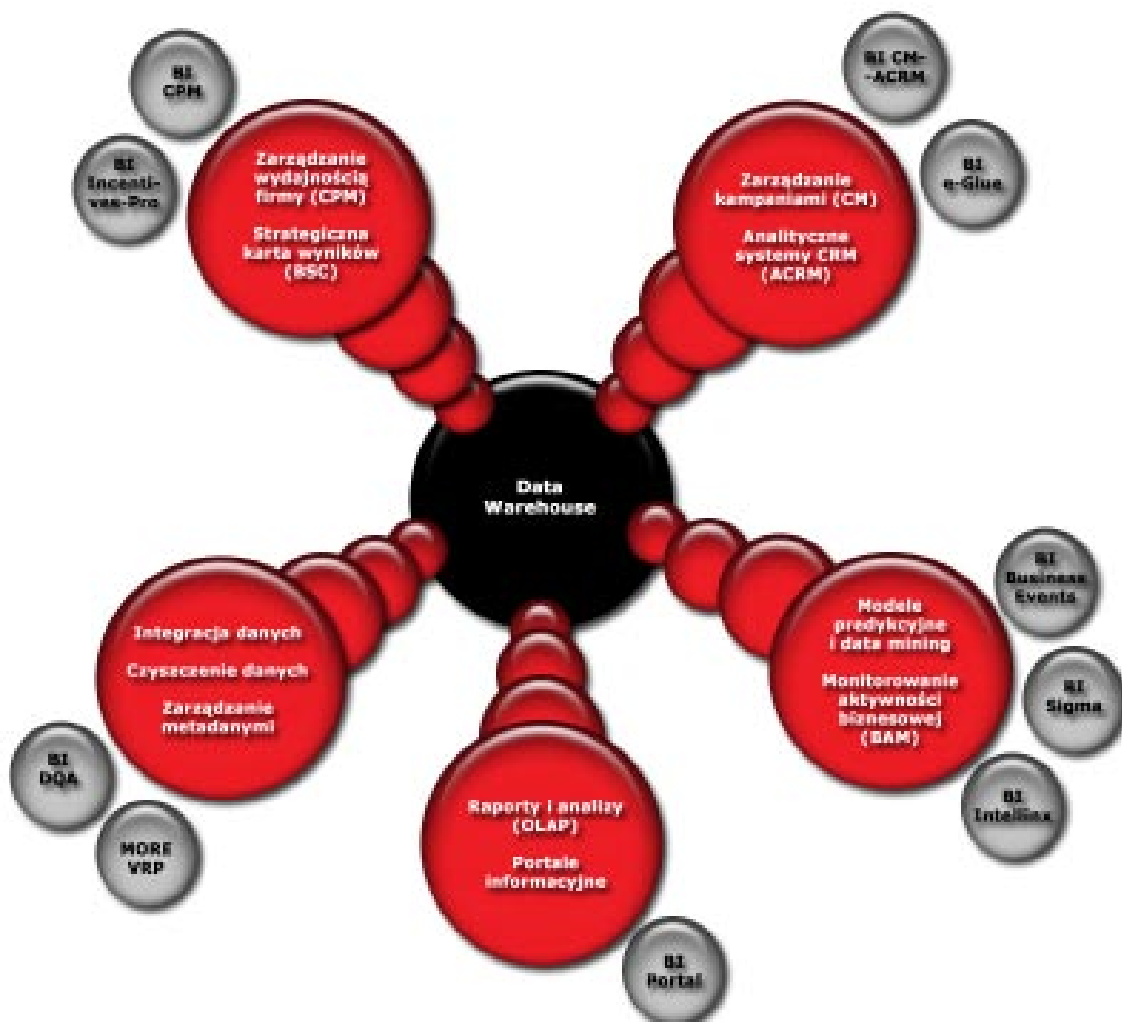 BI
CPM
BI
Incenti-
ves-Pro
Zarządzanie
wydajnością
firmy (CPM)
Strategiczna
karta wyników
(BSC)
BI CM-
-ACRM
BI
e-Glue
Zarządzanie
kampaniami (CM)
Analityczne
systemy CRM
(ACRM)
Data
Warehouse
Integracja danych
Czyszczenie danych
Zarządzanie
metadanymi
BI
DQA
MORE
VRP
Raporty i analizy
(OLAP)
Portale
informacyjne
BI
Portal
Modele
predykcyjne
i data mining
Monitorowanie
aktywności
biznesowej
(BAM)
BI
Business
Events
BI
Sigma
BI
Intellinx